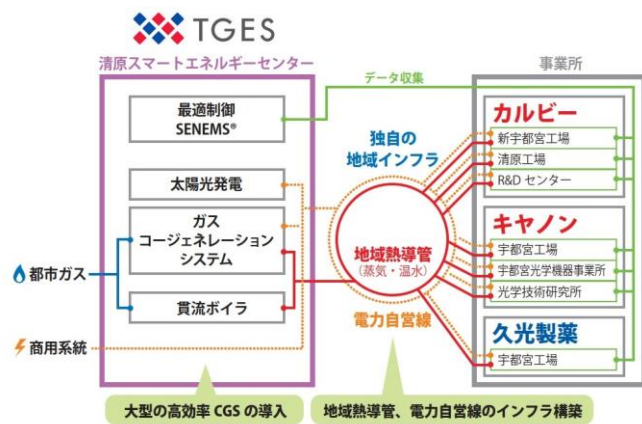 TGES
清原スマートエネルギーセンター
事業所
データ収集
最適制御
SENEMS®
太陽光発電
ガス
コージェネレーション
システム
貫流ボイラ
都市ガス
商用系統
独自の
地域インフラ
地域熱導管
(蒸気・温水)
電力自営線
カルビー
新宇都宮工場
清原工場
R&D センター
キヤノン
宇都宮工場
宇都宮光学機器事業所
光学技術研究所
久光製薬
宇都宮工場
大型の高効率 CGS の導入
地域熱導管、電力自営線のインフラ構築